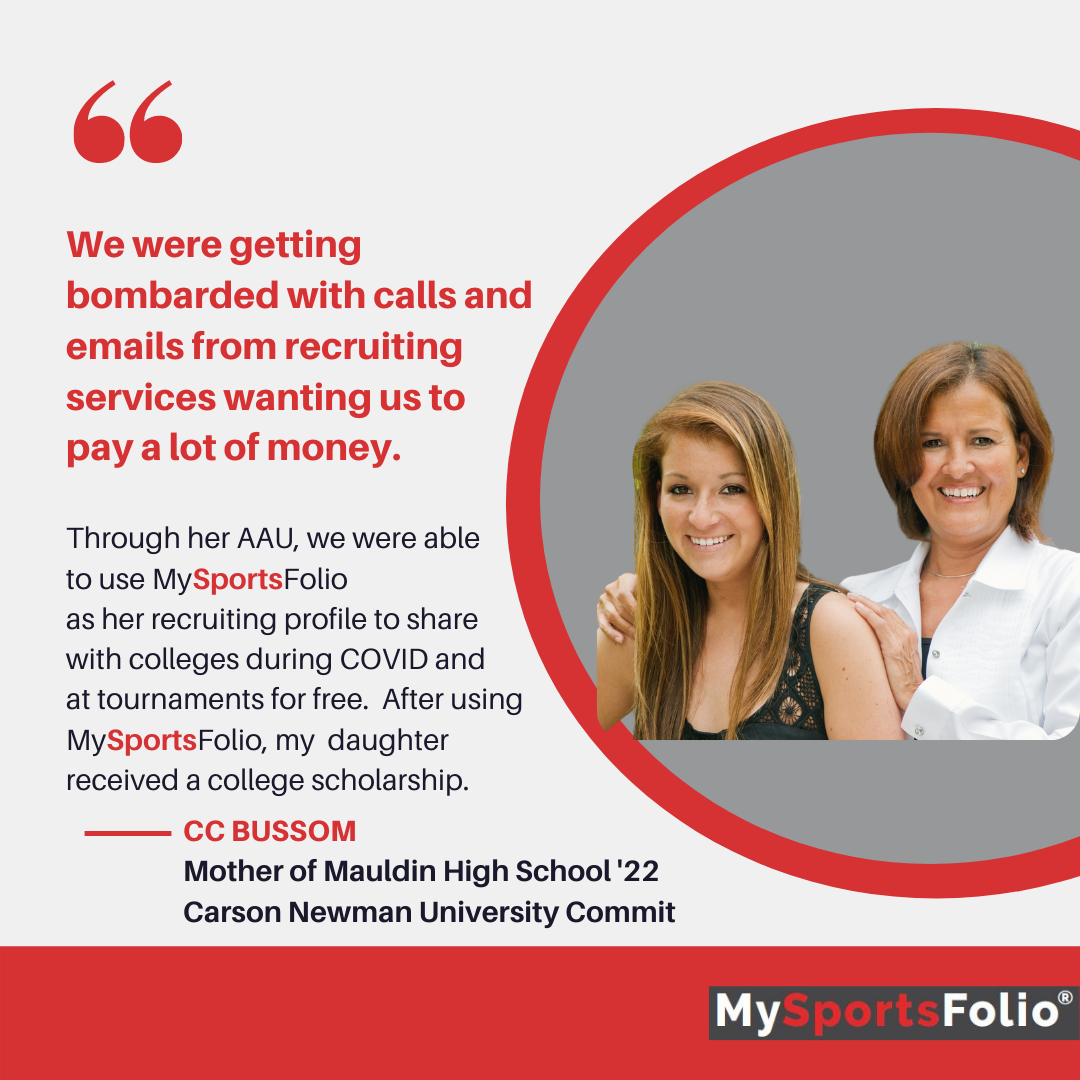 We were getting
bombarded with calls and
emails from recruiting
services wanting us to
pay a lot of money.
Through her AAU, we were able
to use MySportsFolio
as her recruiting profile to share
with colleges during COVID and
at tournaments for free.  After using
MySportsFolio, my  daughter
received a college scholarship.
CC BUSSOM
Mother of Mauldin High School '22
Carson Newman University Commit
MySportsFolio®